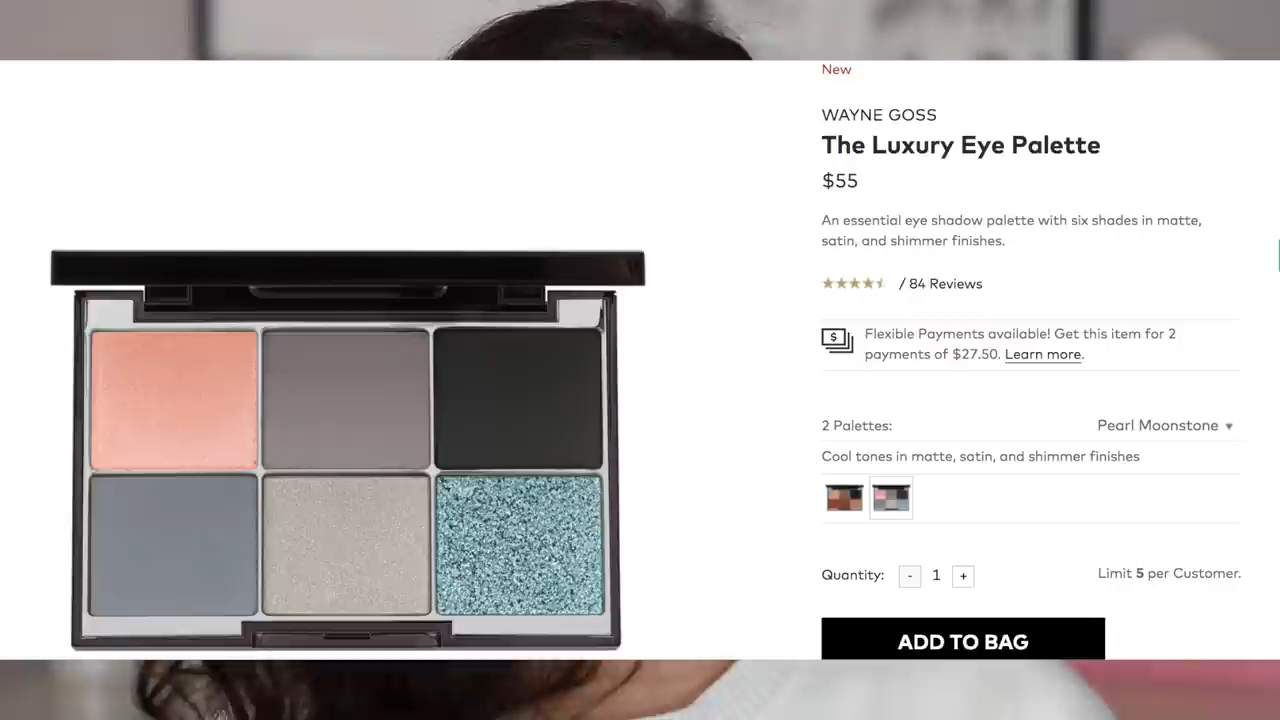 New
WAYNE GOSS
The Luxury Eye Palette
$55
An essential eye shadow palette with six shades in matte,
satin, and shimmer finishes.
/ 84 Reviews
$
Flexible Payments available! Get this item for 2
payments of $27.50. Learn more.
2 Palettes:
Pearl Moonstone ▼
Cool tones in matte, satin, and shimmer finishes
Quantity: - 1 +
Limit 5 per Customer.
ADD TO BAG